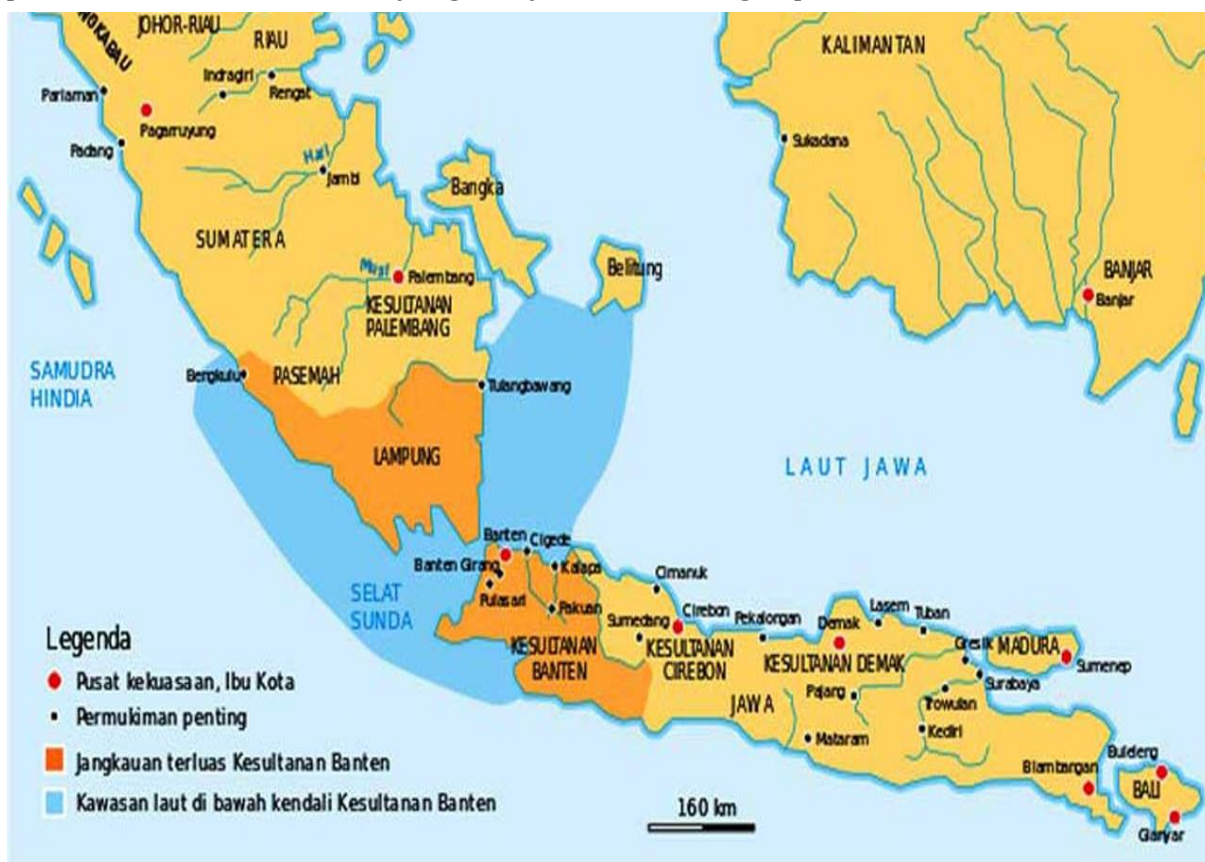 NGKABAU
JOHOR-RIAU
RIAU
KALIMANTAN
Indragiri
Rengat
Pariaman
Pagarruyung
Padang
Sukadana
Hari
Jambi
Bangka
SUMATERA
Musi
Palembang
Belitung
BANJAR
Banjar
KESULTANAN
PALEMBANG
SAMUDRA
HINDIA
Bengkulu
PASEMAH
Tulangbawang
LAMPUNG
LAUT JAWA
Banten
Cigede
Banten Girang
Kalapa
Cimanuk
SELAT
SUNDA
Pulasari
Pakuan
Sumedang
Cirebon
Pekalongan
Demak
Lasem
Tuban
Gresik
MADURA
Sumenep
KESULTANAN
BANTEN
KESULTANAN
CIREBON
KESULTANAN DEMAK
Surabaya
JAWA
Pajang
Trowulan
Mataram
Kediri
Blambangan
Buleleng
BALI
Gianyar
Legenda
Pusat kekuasaan, Ibu Kota
Permukiman penting
Jangkauan terluas Kesultanan Banten
Kawasan laut di bawah kendali Kesultanan Banten
160 km